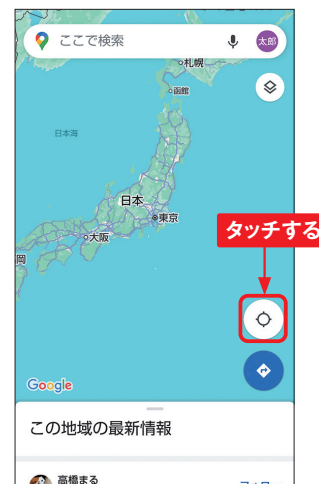 ここで検索
太郎
札幌
函館
日本海
日本
東京
大阪
岡
タッチする
Google
この地域の最新情報
高橋まる